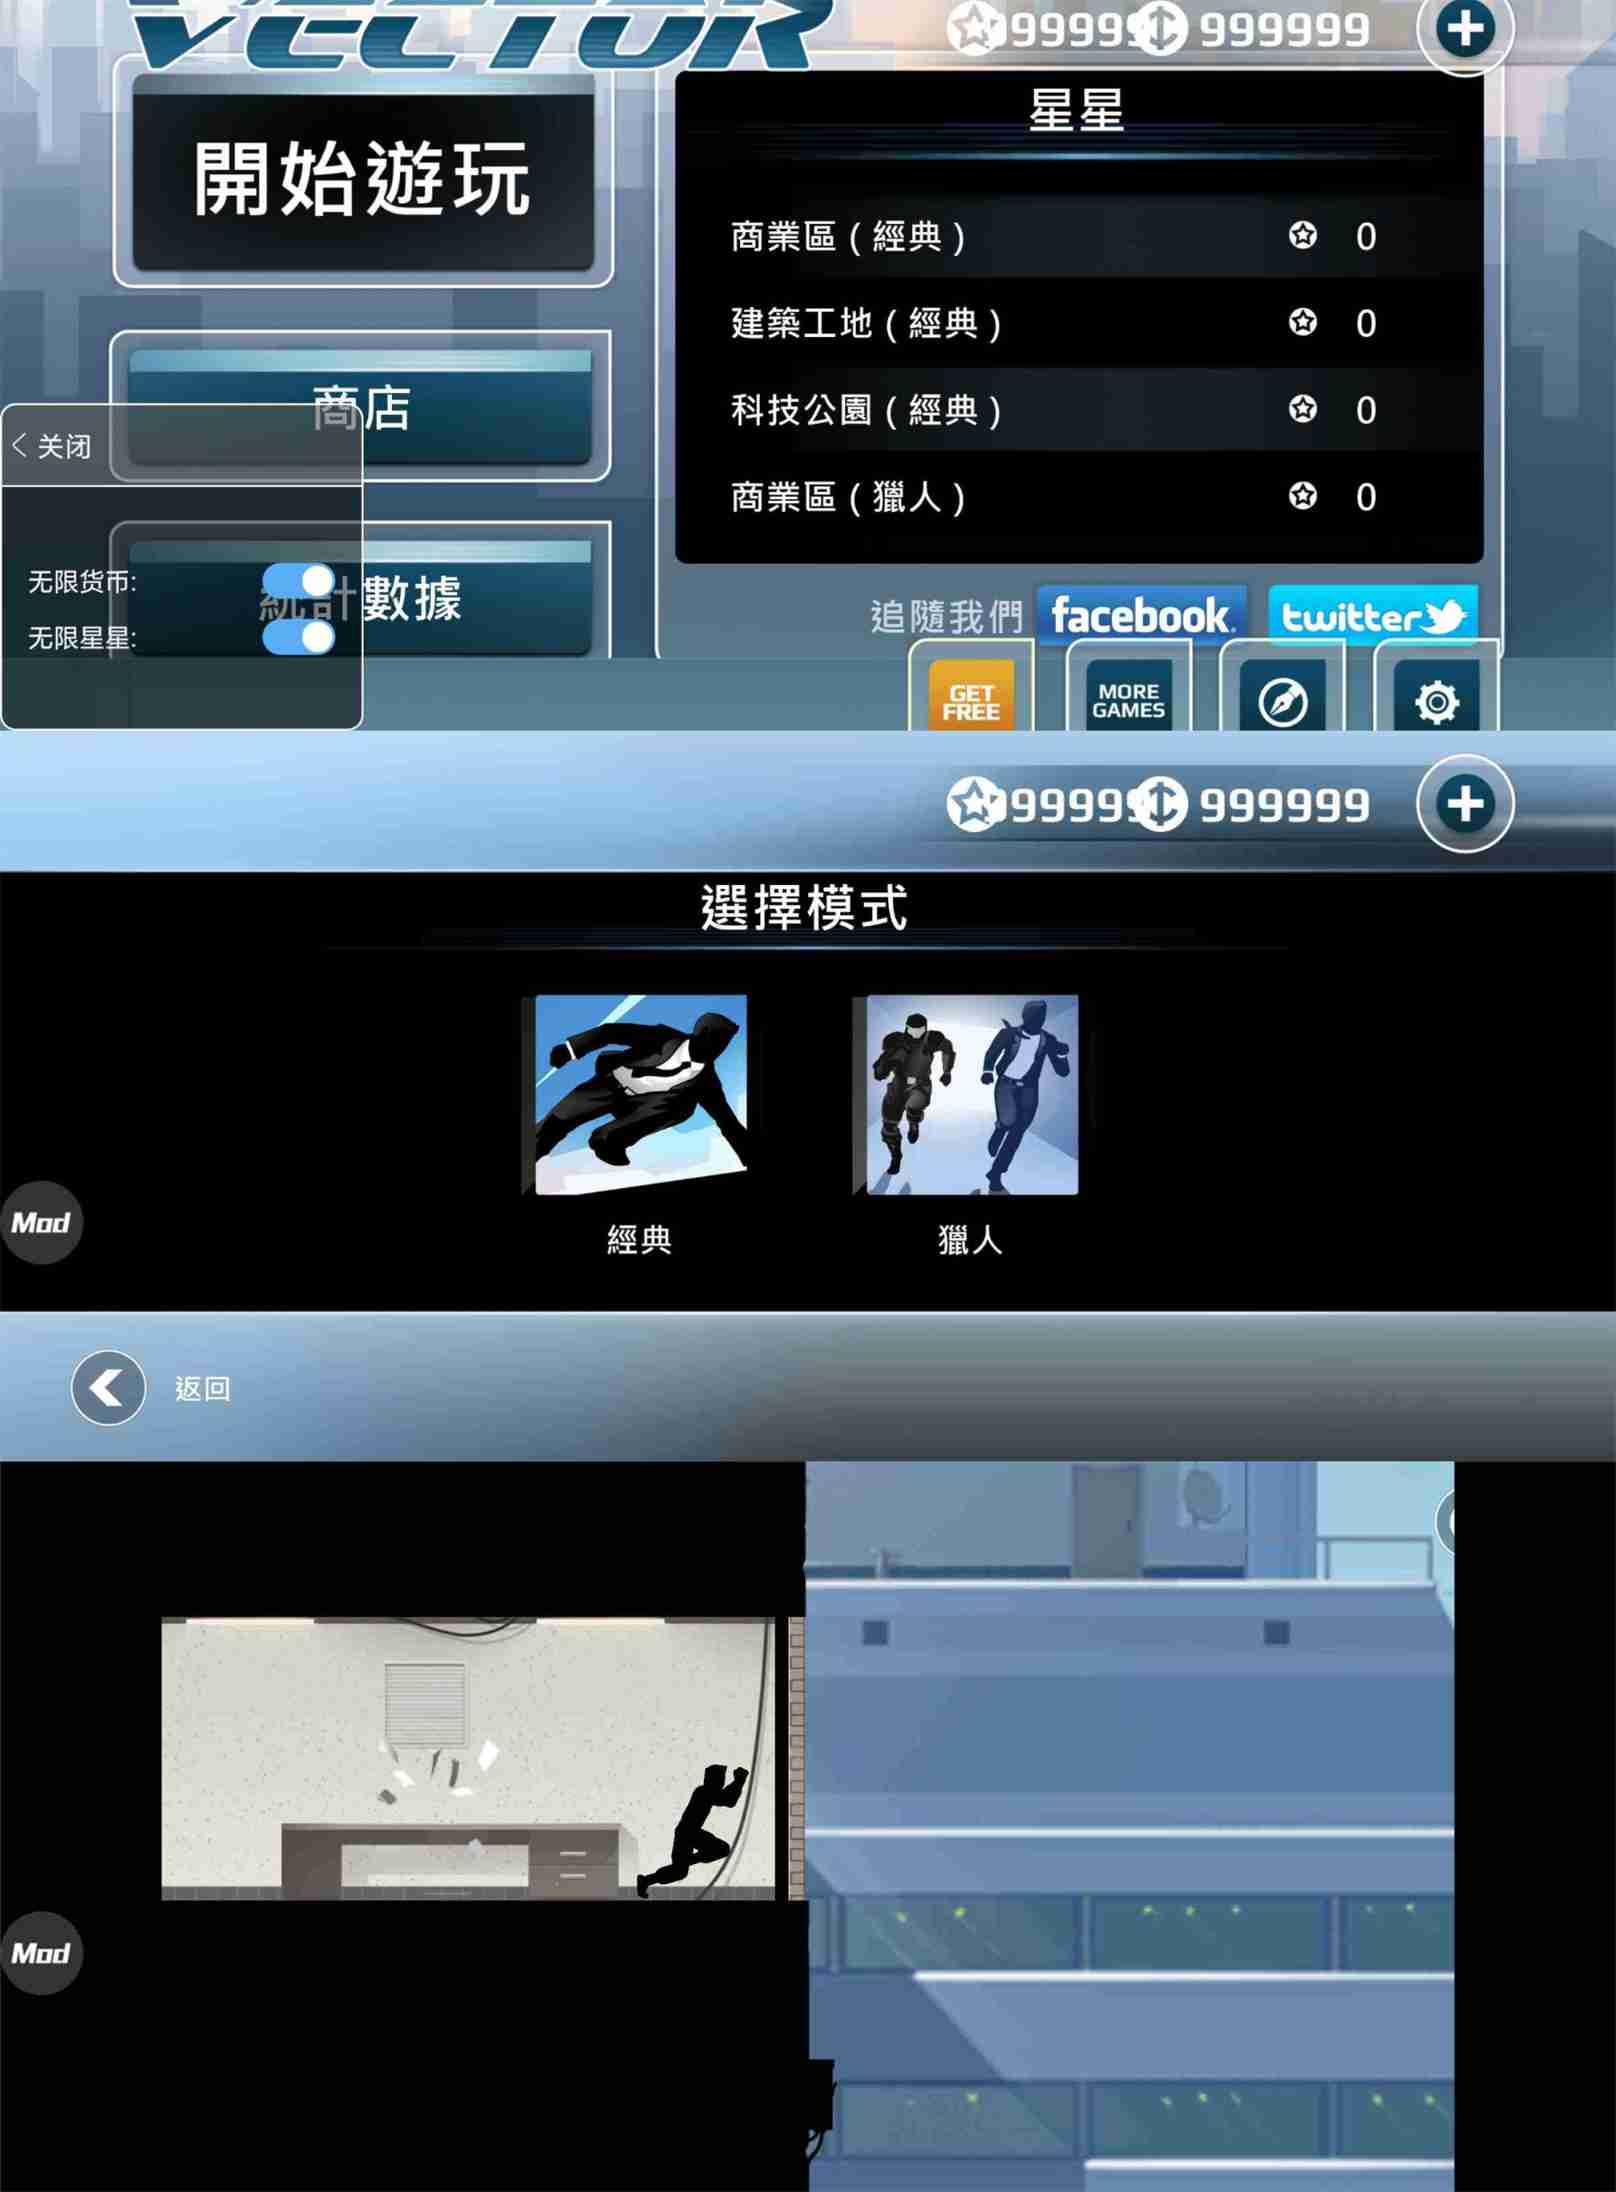 VECTOR
999999
開始遊玩
星星
商業區(經典) 0
建築工地(經典) 0
科技公園(經典) 0
商業區(獵人) 0
商店
< 关闭
統計數據
无限货币:
无限星星:
追隨我們 facebook. twitter
GET FREE
MORE GAMES
999999
選擇模式
Mod
經典
獵人
返回
Mod